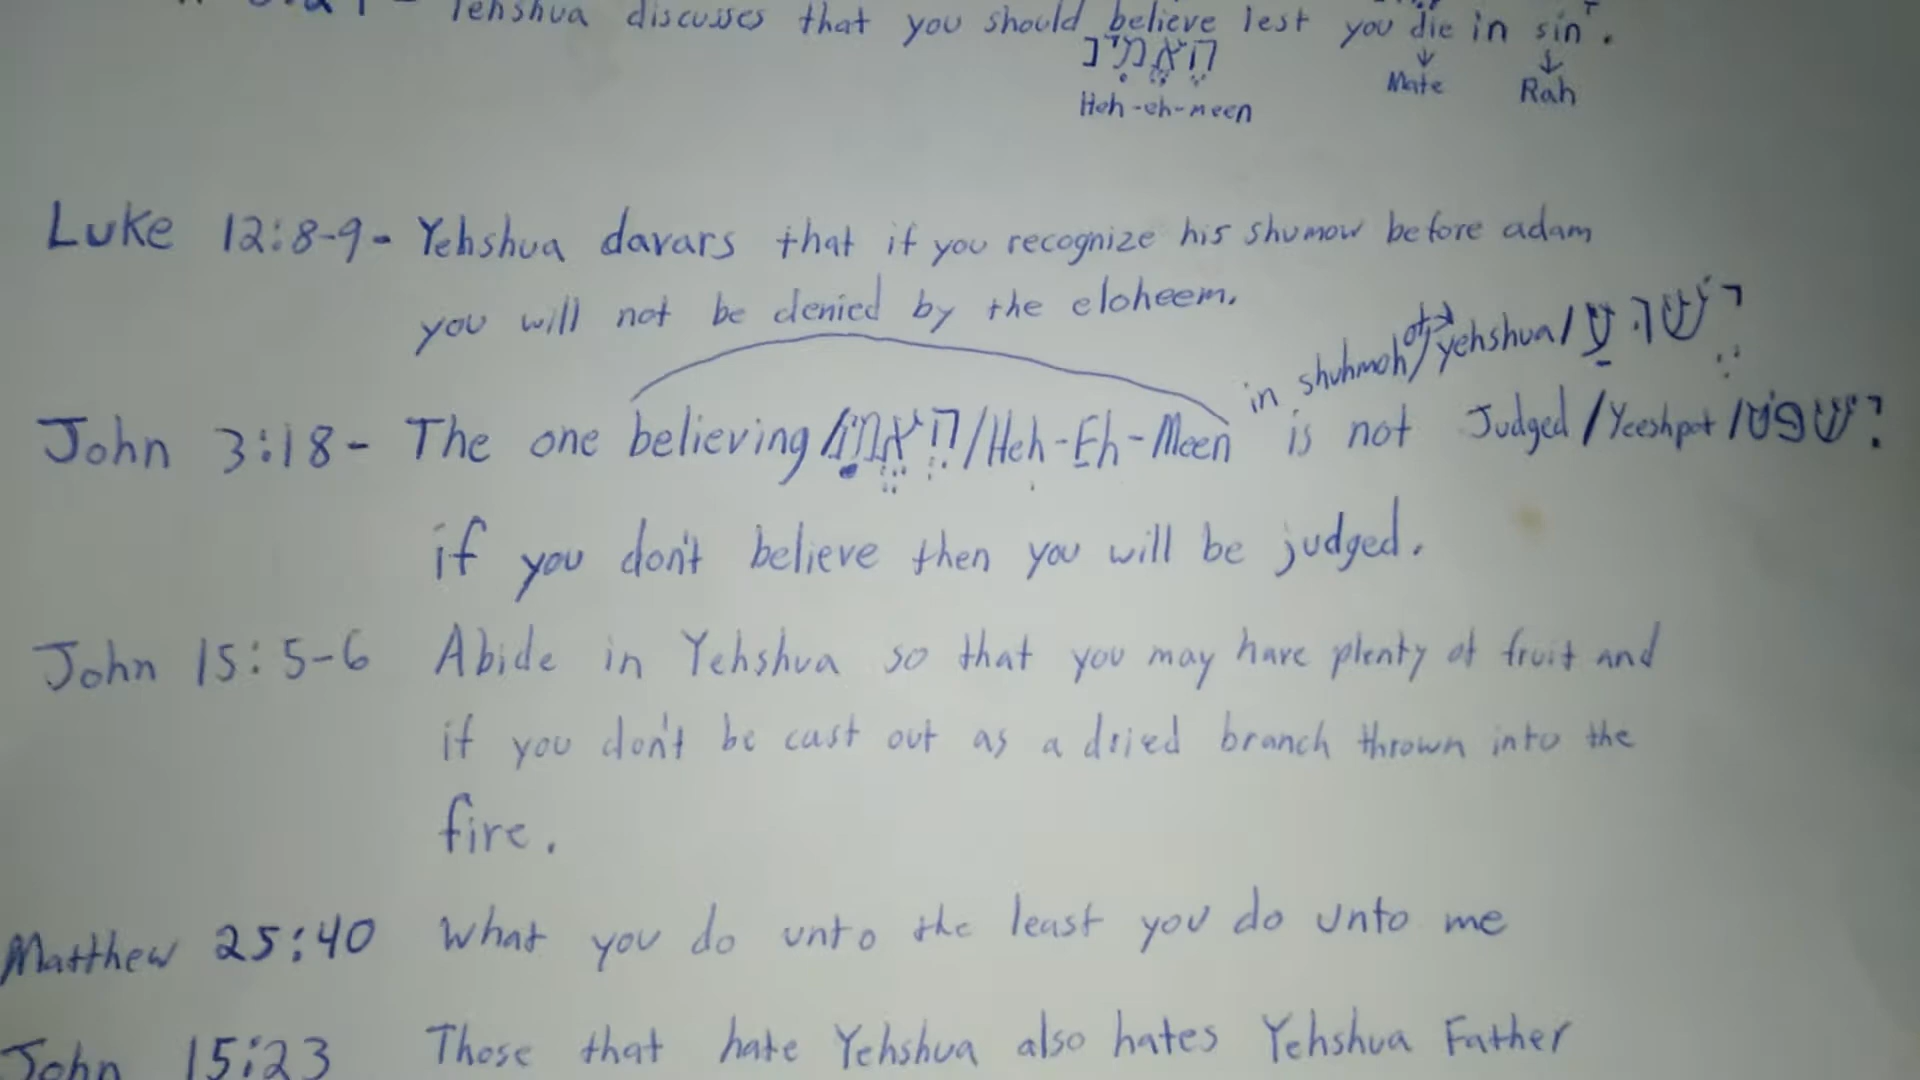 Yehshua discusses that you should believe lest you die in sin.
האמינ
Mate Rah
Heh-eh-meen
Luke 12:8-9- Yehshua davars that if you recognize his shumow before adam
you will not be denied by the eloheem.
in shuhmoh of yehshua/ישוע
John 3:18- The one believing /Heh-Eh-Meen is not Judged/Yeeshpot/ישפט
if you don't believe then you will be judged.
John 15:5-6 Abide in Yehshua so that you may have plenty of fruit and
if you don't be cast out as a dried branch thrown into the
fire.
Matthew 25:40 What you do unto the least you do unto me
John 15:23 Those that hate Yehshua also hates Yehshua Father